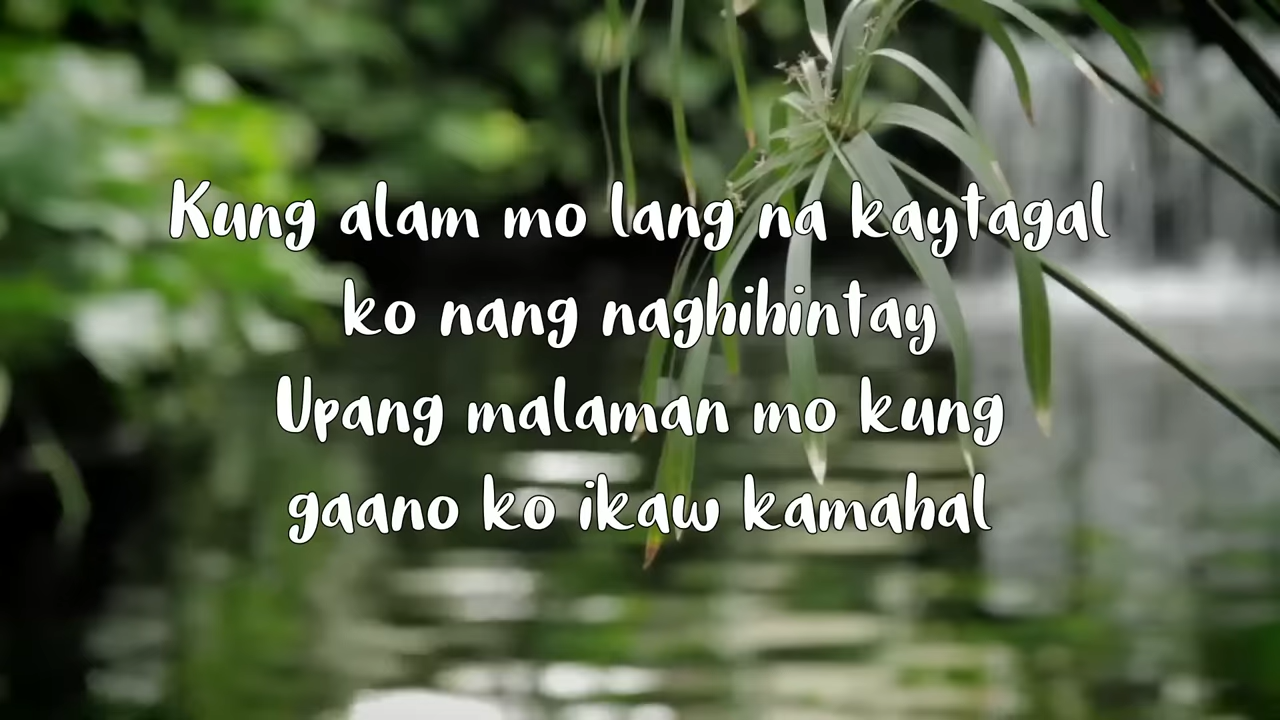 Kung alam mo lang na kaytagal
ko nang naghihintay
Upang malaman mo kung
gaano ko ikaw kamahal